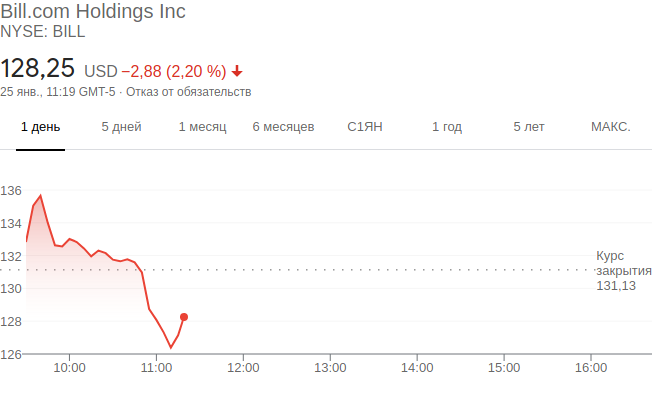 Bill.com Holdings Inc
NYSE: BILL
128,25 USD −2,88 (2,20 %)
25 янв., 11:19 GMT-5 · Отказ от обязательств
1 день 5 дней 1 месяц 6 месяцев С1ЯН 1 год 5 лет МАКС.
136
134
132
130
128
126
Курс
закрытия
131,13
10:00 11:00 12:00 13:00 14:00 15:00 16:00